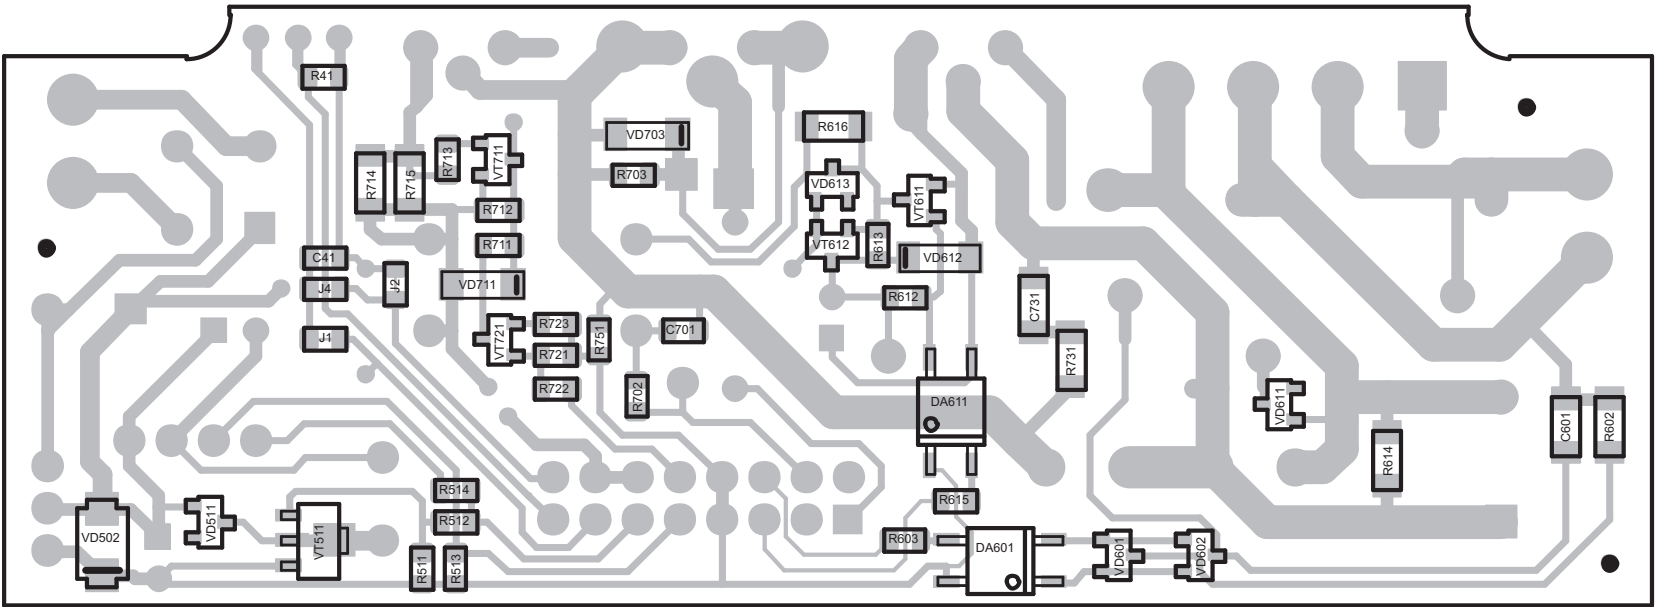 R41
R616
VD703
R713
VT711
R714
R715
R703
VD613
VT611
R712
R711
VT612
R613
VD612
C41
J4
J2
VD711
R612
C731
R723
VT721
R721
R751
C701
J1
R731
R722
R702
DA611
VD611
C601
R602
R614
R514
R615
R512
VD502
VD511
VT511
R511
R513
R603
DA601
VD601
VD602